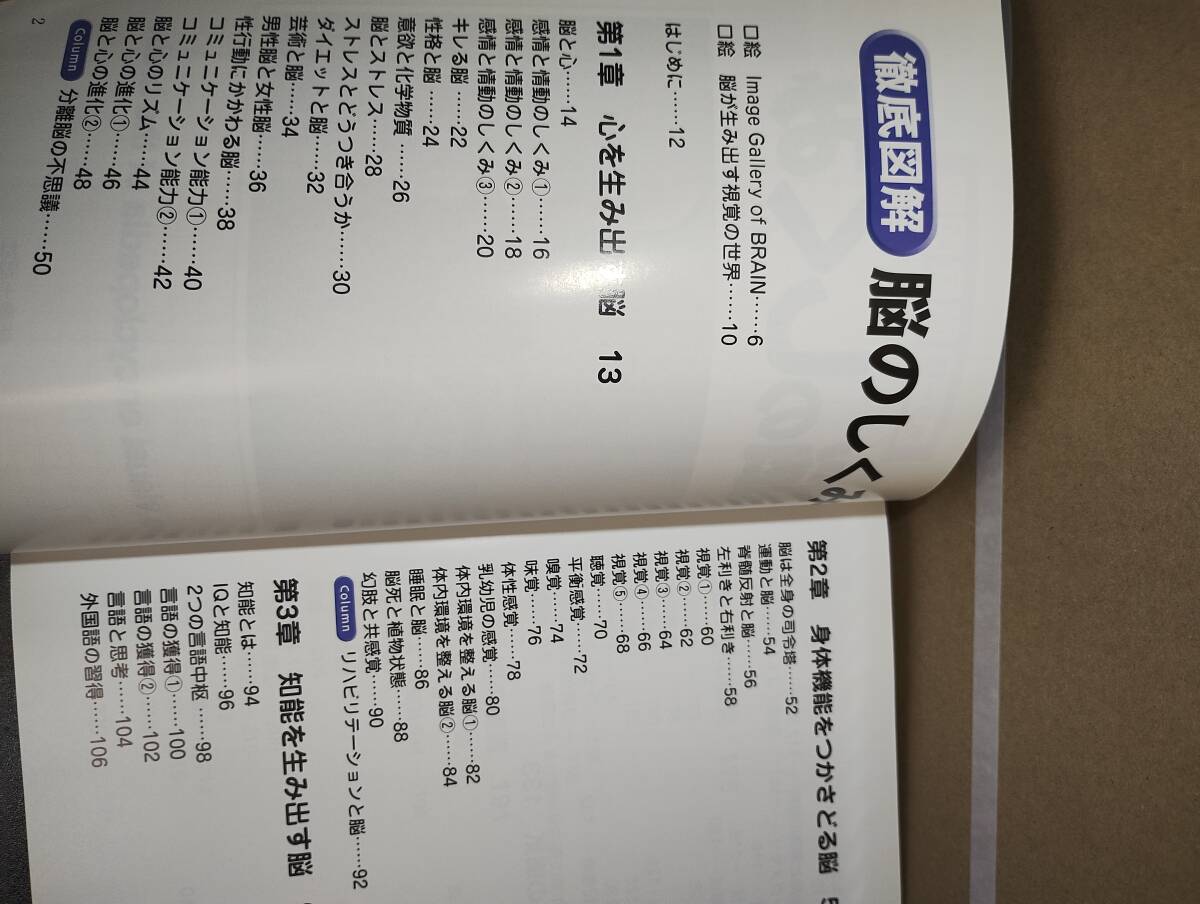 徹底図解 脳のしくみ
口絵 Image Gallery of BRAIN……6
口絵 脳が生み出す視覚の世界……10
はじめに……12
第1章 心を生み出 脳 13
脳と心……14
感情と情動のしくみ①……16
感情と情動のしくみ②……18
感情と情動のしくみ③……20
キレる脳……22
性格と脳……24
意欲と化学物質……26
脳とストレス……28
ストレスとどうつき合うか……30
ダイエットと脳……32
芸術と脳……34
男性脳と女性脳……36
性行動にかかわる脳……38
コミュニケーション能力①……40
コミュニケーション能力②……42
脳と心のリズム……44
脳と心の進化①……46
脳と心の進化②……48
Column 分離脳の不思議……50
2
第2章 身体機能をつかさどる脳
脳は全身の司令塔……52
運動と脳……54
脊髄反射と脳……56
左利きと右利き……58
視覚①……60
視覚②……62
視覚③……64
視覚④……66
視覚⑤……68
聴覚……70
平衡感覚……72
嗅覚……74
味覚……76
体性感覚……78
乳幼児の感覚……80
体内環境を整える脳①……82
体内環境を整える脳②……84
睡眠と脳……86
脳死と植物状態……88
幻肢と共感覚……90
Column リハビリテーションと脳……92
第3章 知能を生み出す脳
知能とは……94
IQと知能……96
2つの言語中枢……98
言語の獲得①……100
言語の獲得②……102
言語と思考……104
外国語の習得……106